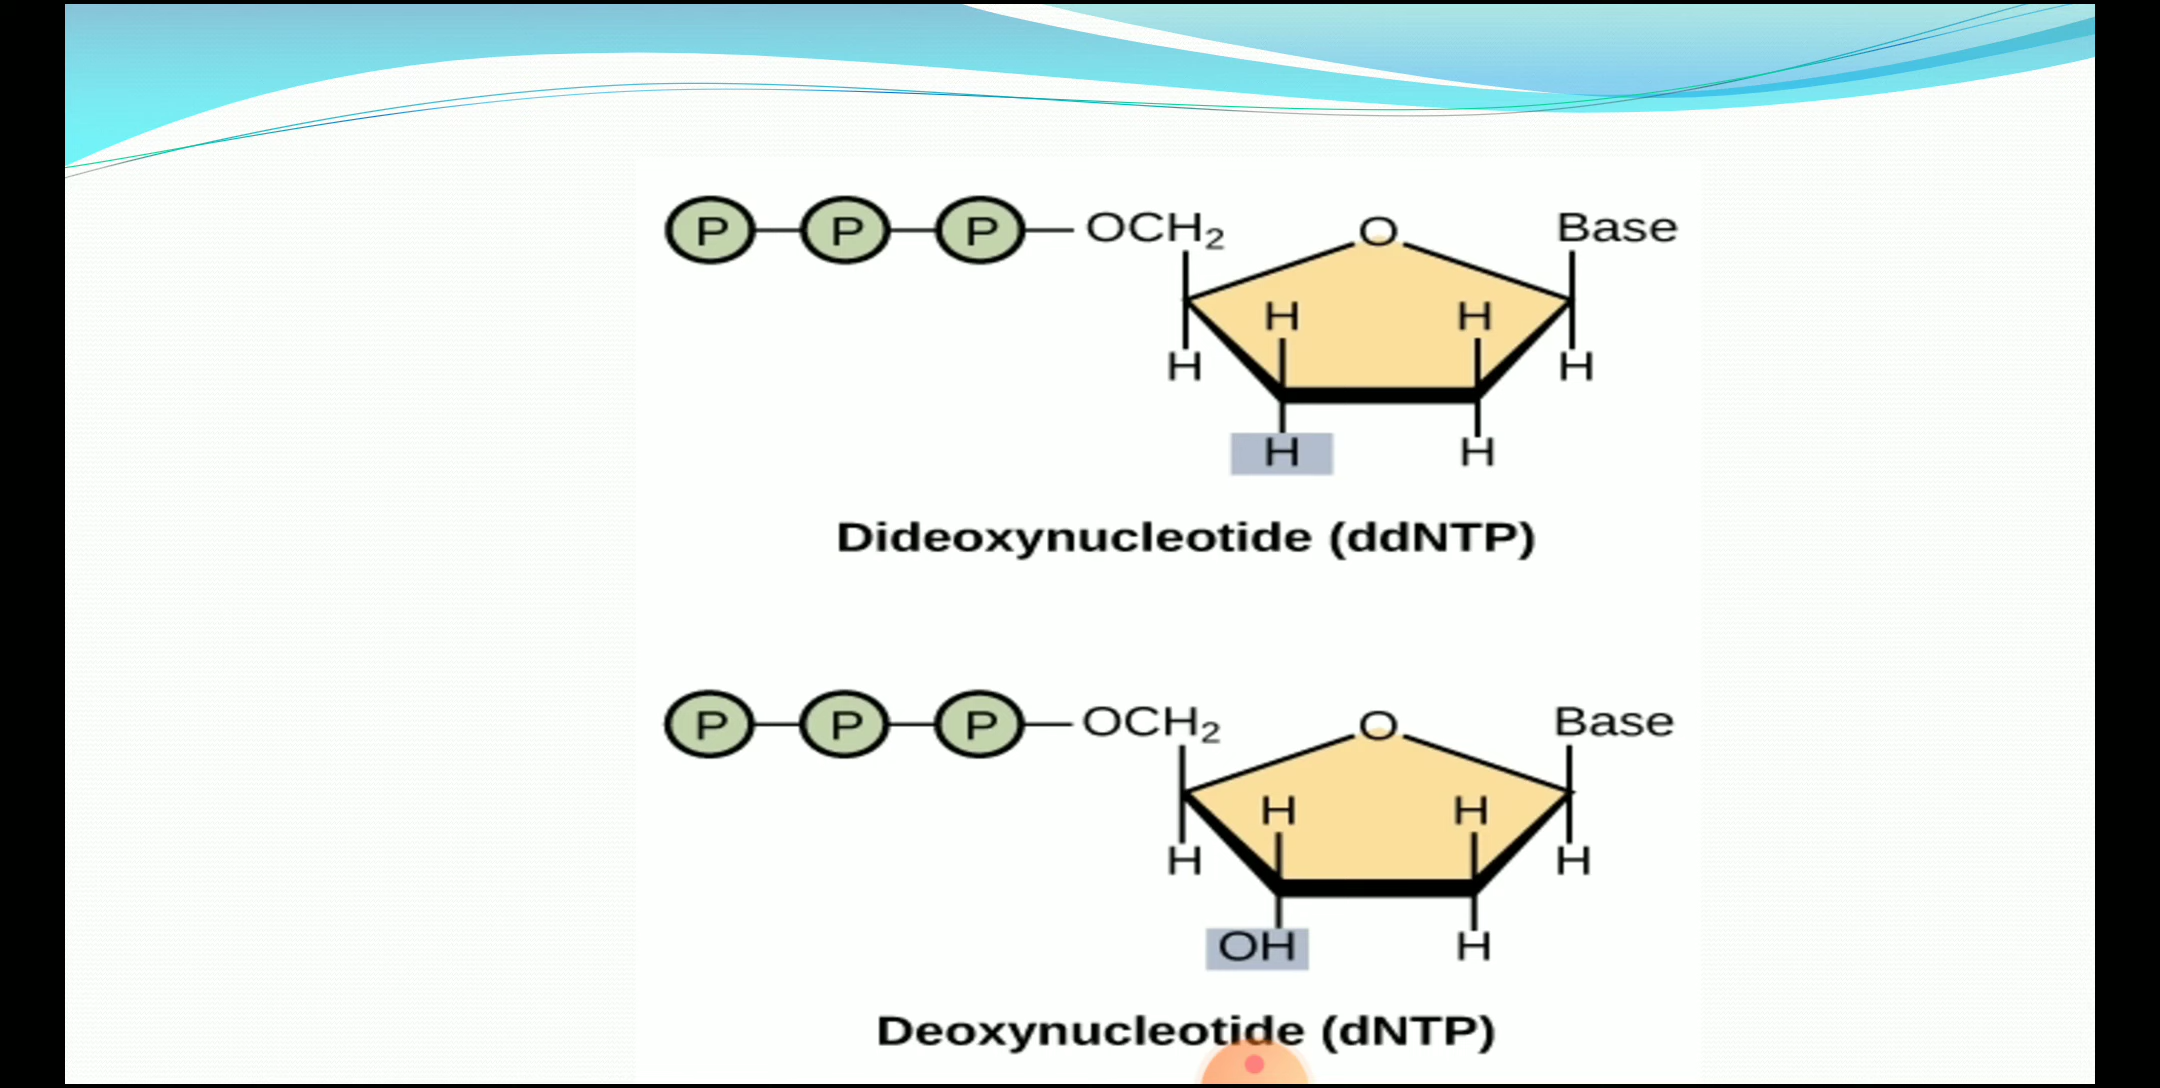 P P P OCH₂ O Base
H H
H H
H H
Dideoxynucleotide (ddNTP)
P P P OCH₂ O Base
H H
H H
OH H
Deoxynucleotide (dNTP)